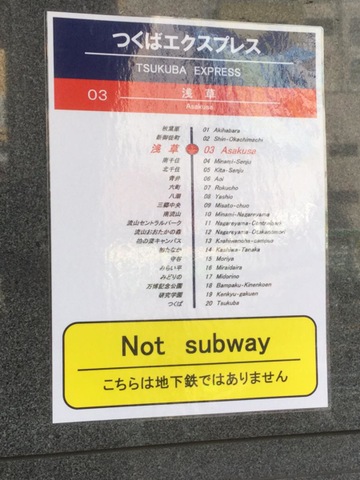 つくばエクスプレス
TSUKUBA EXPRESS
03 浅草
Asakusa
秋葉原 01 Akihabara
新御徒町 02 Shin-Okachimachi
浅草 03 Asakusa
南千住 04 Minami-Senju
北千住 05 Kita-Senju
青井 06 Aoi
六町 07 Rokucho
八潮 08 Yashio
三郷中央 09 Misato-chuo
南流山 10 Minami-Nagareyama
流山セントラルパーク 11 Nagareyama-Centralpark
流山おおたかの森 12 Nagareyama-Otakanomori
柏の葉キャンパス 13 Kashiwanoha-campus
柏たなか 14 Kashiwa-Tanaka
守谷 15 Moriya
みらい平 16 Miraidaira
みどりの 17 Midorino
万博記念公園 18 Bampaku-Kinenkoen
研究学園 19 Kenkyu-gakuen
つくば 20 Tsukuba
Not subway
こちらは地下鉄ではありません